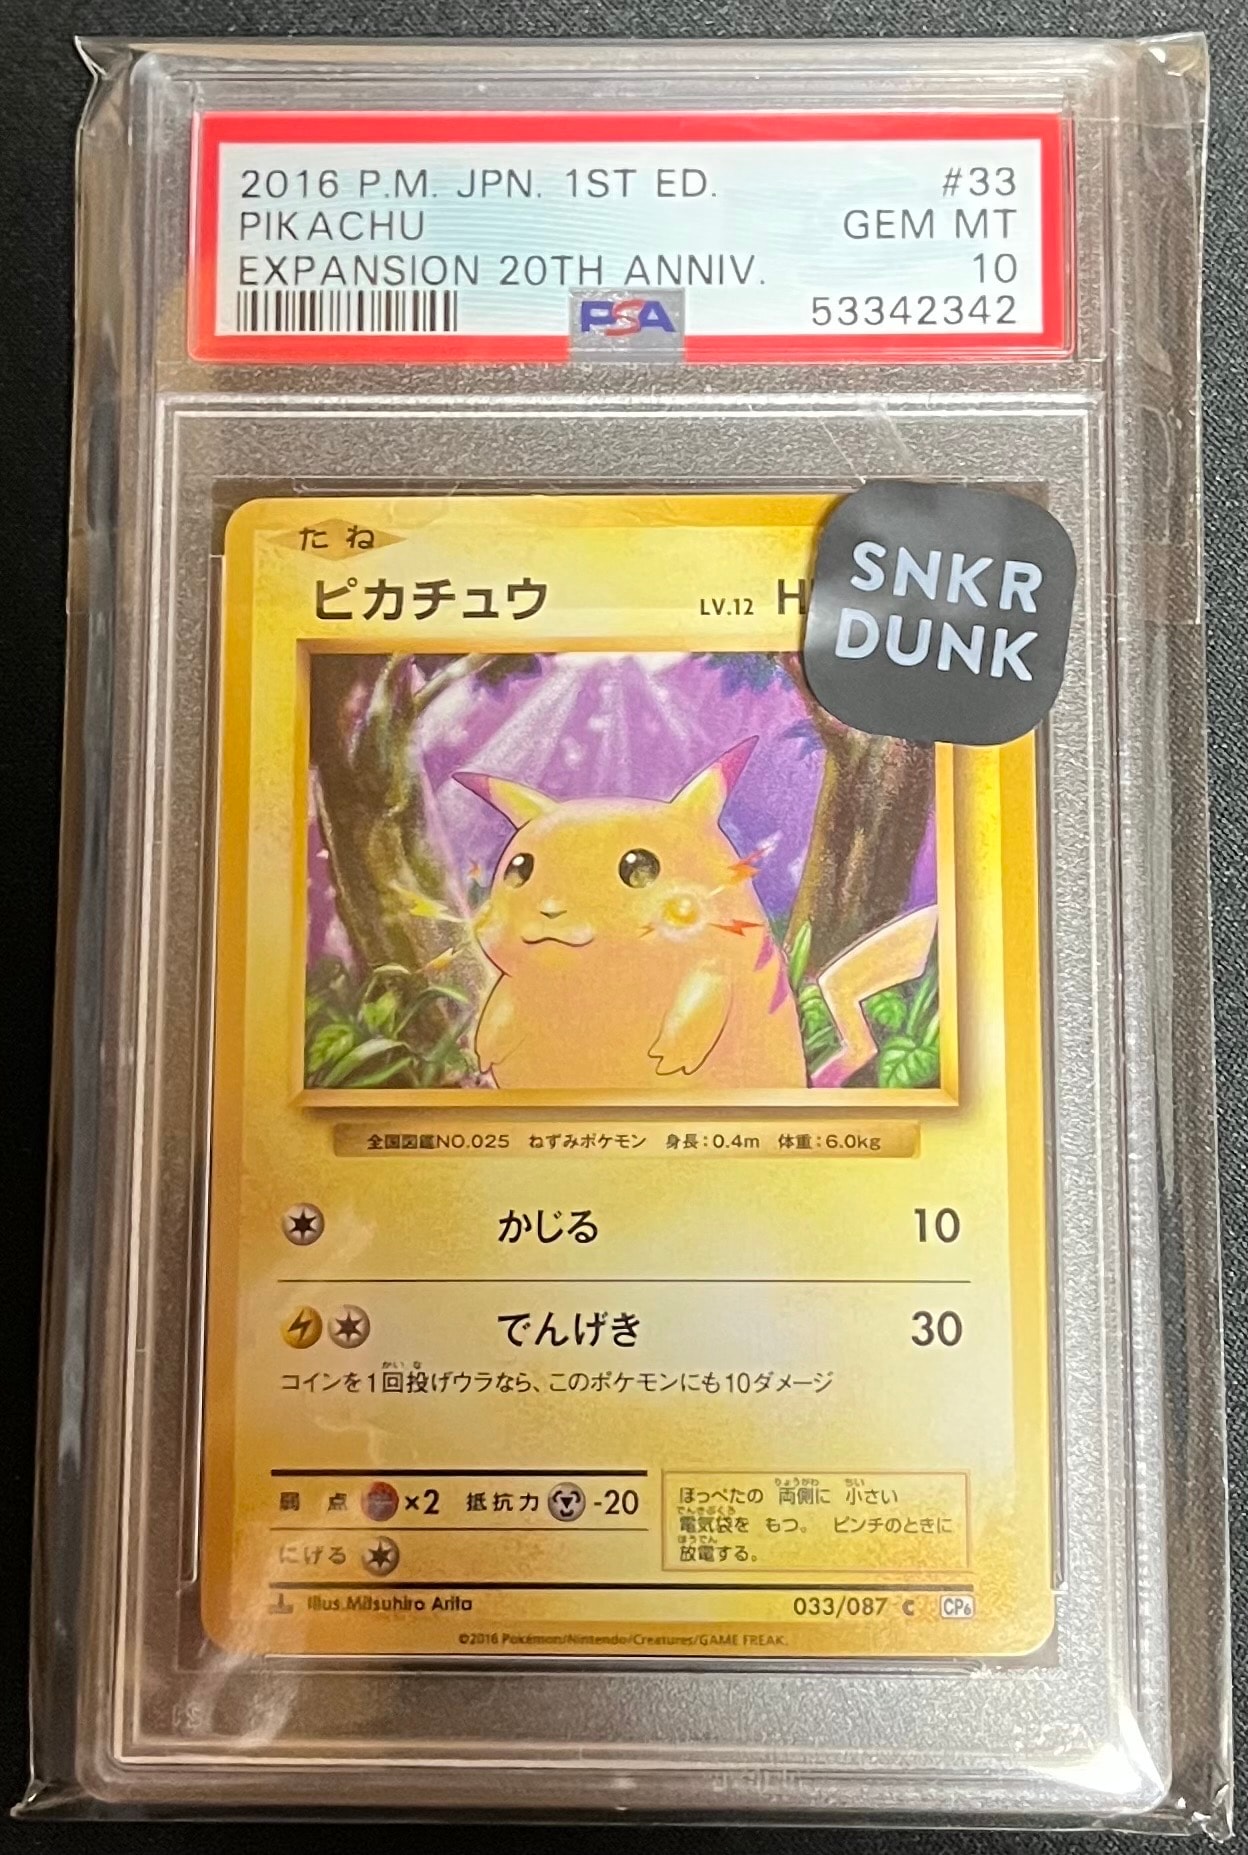 2016 P.M. JPN. 1ST ED. #33
PIKACHU GEM MT
EXPANSION 20TH ANNIV. 10
PSA 53342342
たね
ピカチュウ LV.12 H
SNKR
DUNK
全国図鑑NO.025 ねずみポケモン 身長:0.4m 体重:6.0kg
かじる 10
でんげき 30
コインを1回投げウラなら、このポケモンにも10ダメージ
弱点 ×2 抵抗力 -20
にげる
ほっぺたの 両側に 小さい
電気袋を もつ。 ピンチのときに
放電する。
Illus. Mitsuhiro Arita 033/087 C CP6
©2016 Pokémon/Nintendo/Creatures/GAME FREAK.